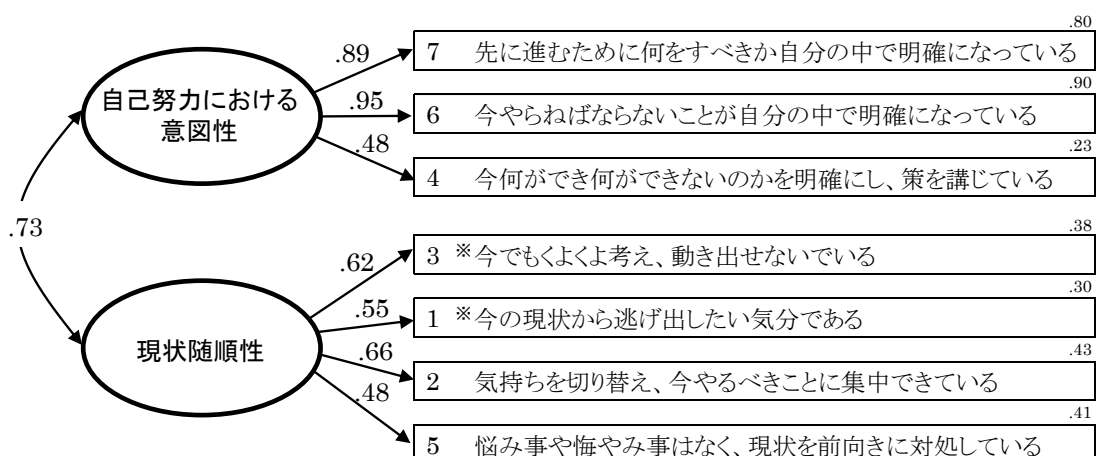 .80
.89
7 先に進むために何をすべきか自分の中で明確になっている
.90
自己努力における
意図性
.95
6 今やらねばならないことが自分の中で明確になっている
.48
.23
4 今何ができ何ができないのかを明確にし、策を講じている
.73
.38
.62
3 ※今でもくよくよ考え、動き出せないでいる
.30
.55
1 ※今の現状から逃げ出したい気分である
現状随順性
.43
.66
2 気持ちを切り替え、今やるべきことに集中できている
.48
.41
5 悩み事や悔やみ事はなく、現状を前向きに対処している